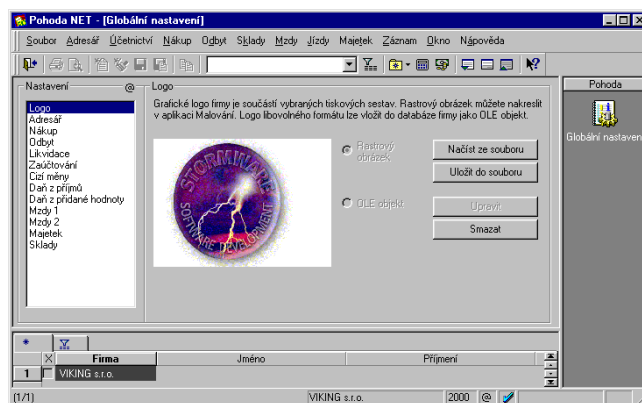 Pohoda NET - [Globální nastavení]
Soubor Adresář Účetnictví Nákup Odbyt Sklady Mzdy Jízdy Majetek Záznam Okno Nápověda
Nastavení @
Logo
Adresář
Nákup
Odbyt
Likvidace
Zaúčtování
Cizí měny
Daň z příjmů
Daň z přidané hodnoty
Mzdy 1
Mzdy 2
Majetek
Sklady
Logo
Grafické logo firmy je součástí vybraných tiskových sestav. Rastrový obrázek můžete nakreslit
v aplikaci Malování. Logo libovolného formátu lze vložit do databáze firmy jako OLE objekt.
STORMWARE
SOFTWARE DEVELOPMENT
Rastrový
obrázek
OLE objekt
Načíst ze souboru
Uložit do souboru
Upravit
Smazat
Pohoda
Globální nastavení
* 
X Firma Jméno Příjmení
1 VIKING s.r.o.
(1/1) VIKING s.r.o. 2000 @